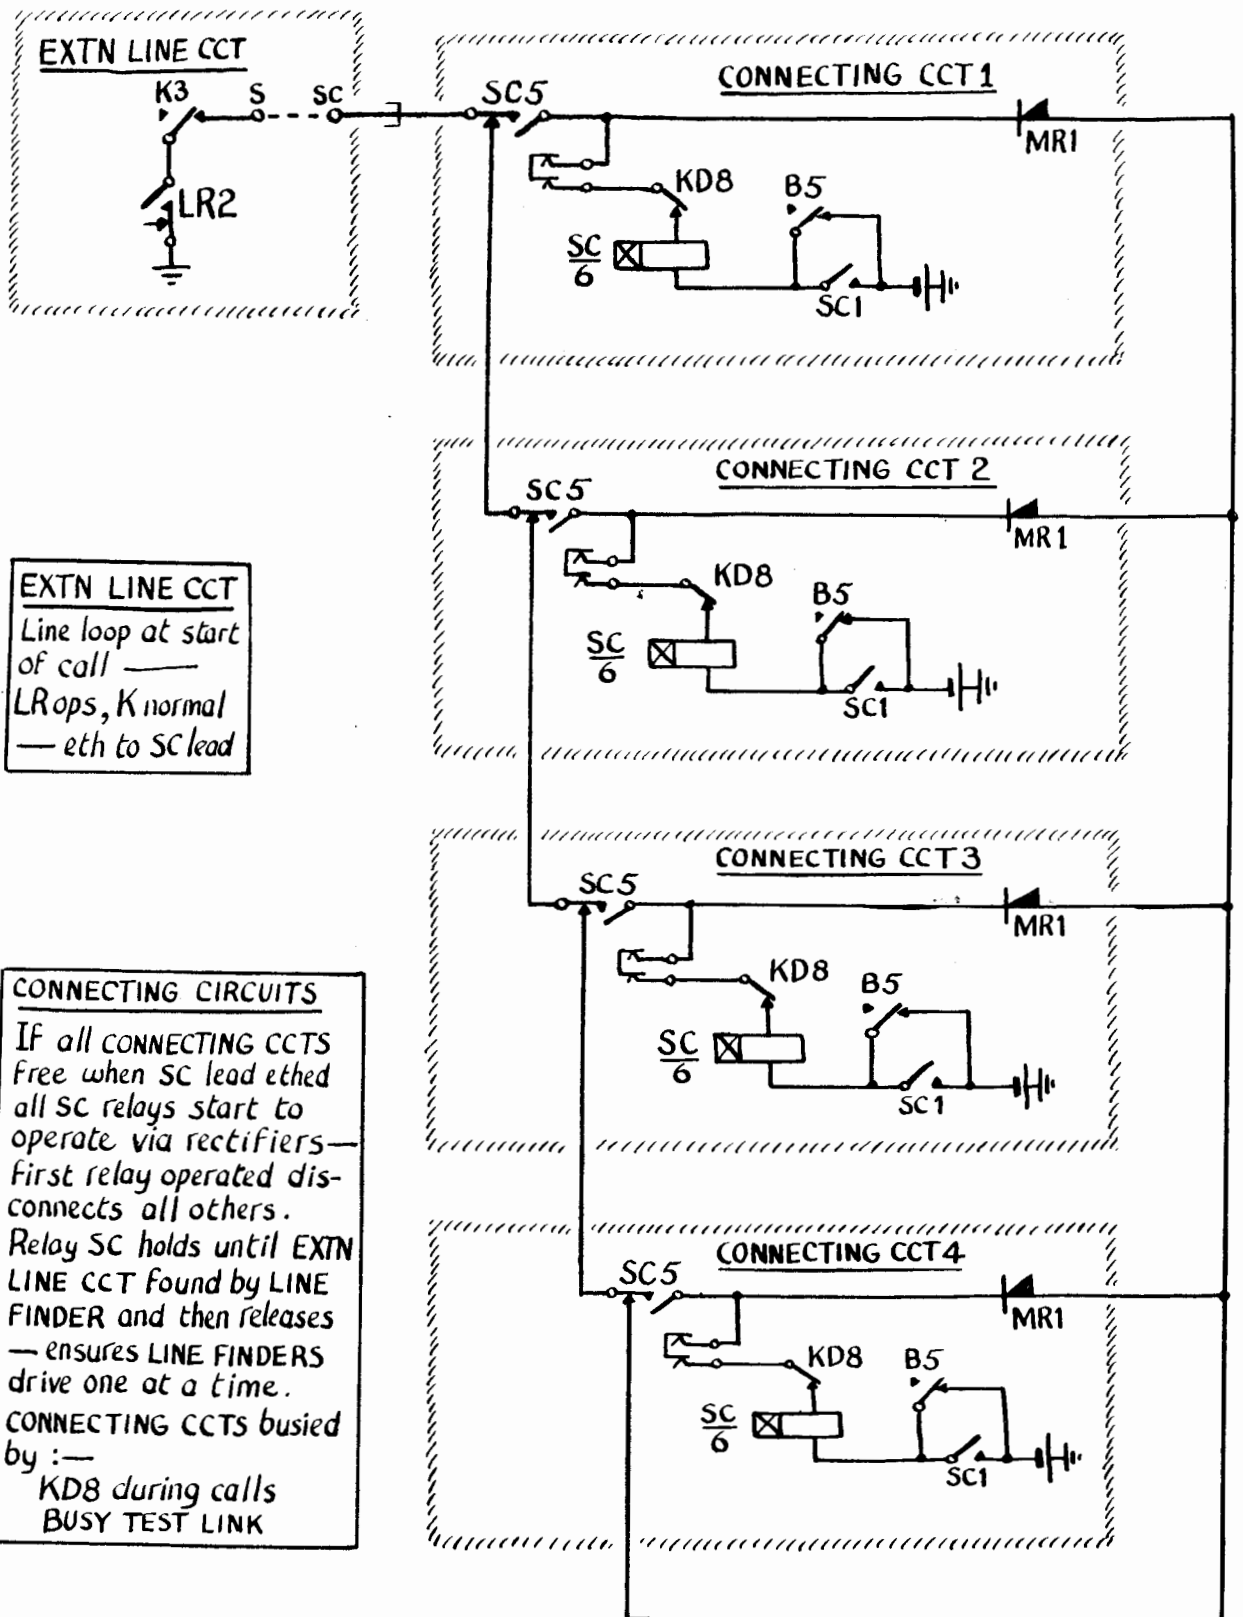 EXTN LINE CCT
K3 S SC
LR2
CONNECTING CCT 1
SC5
MR1
KD8
B5
SC
6
SC1
CONNECTING CCT 2
SC5
MR1
KD8
B5
SC
6
SC1
EXTN LINE CCT
Line loop at start
of call —
LR ops, K normal
— eth to SC lead
CONNECTING CCT 3
SC5
MR1
KD8
B5
SC
6
SC1
CONNECTING CIRCUITS
IF all CONNECTING CCTS
free when SC lead ethed
all SC relays start to
operate via rectifiers —
first relay operated dis-
connects all others.
Relay SC holds until EXTN
LINE CCT found by LINE
FINDER and then releases
— ensures LINE FINDERS
drive one at a time.
CONNECTING CCTS busied
by :—
KD8 during calls
BUSY TEST LINK
CONNECTING CCT 4
SC5
MR1
KD8
B5
SC
6
SC1